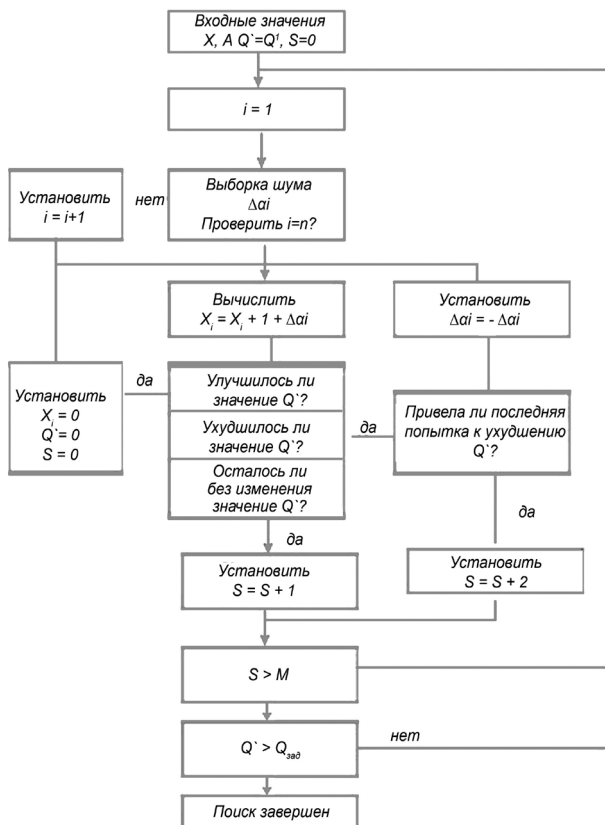 Входные значения
X, A Q`=Q¹, S=0
i = 1
Установить
i = i+1
нет
Выборка шума
Δαi
Проверить i=n?
Вычислить
Xᵢ = Xᵢ + 1 + Δαi
Установить
Δαi = - Δαi
Установить
Xᵢ = 0
Q`= 0
S = 0
да
Улучшилось ли
значение Q`?
Ухудшилось ли
значение Q`?
Осталось ли
без изменения
значение Q`?
да
Привела ли последняя
попытка к ухудшению
Q`?
да
да
Установить
S = S + 1
Установить
S = S + 2
S > M
Q` > Qзад
нет
Поиск завершен